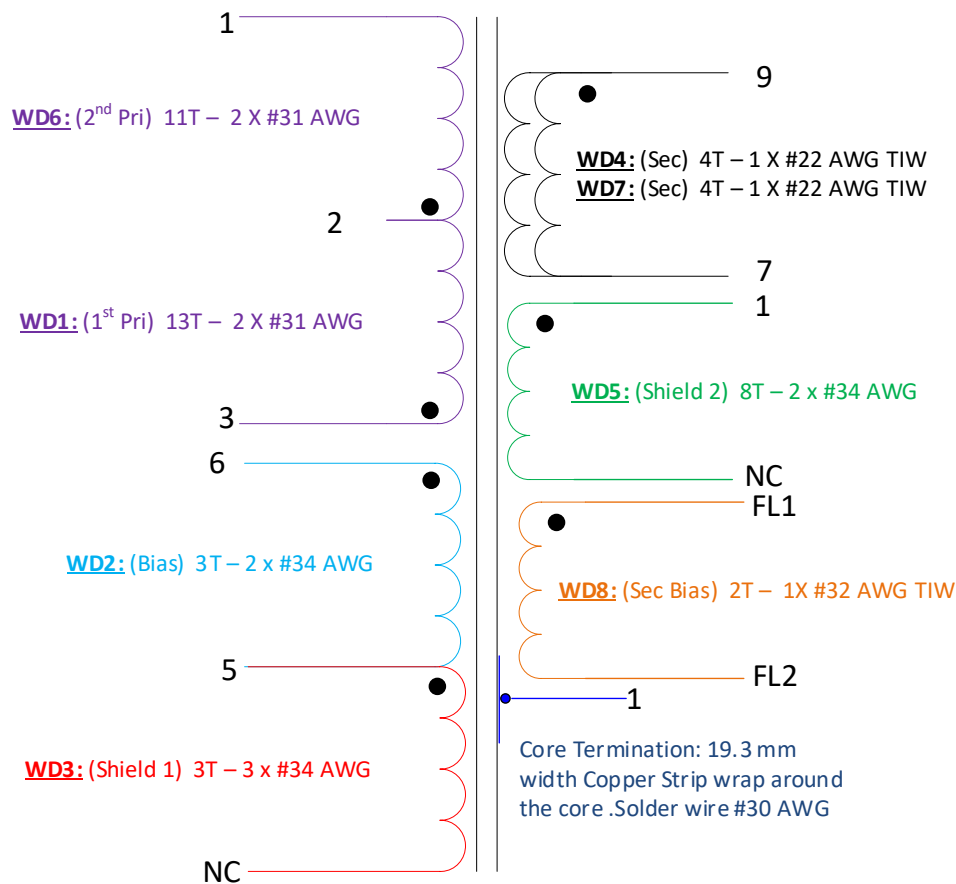 1
WD6: (2nd Pri) 11T – 2 X #31 AWG
2
WD1: (1st Pri) 13T – 2 X #31 AWG
3
6
WD2: (Bias) 3T – 2 x #34 AWG
5
WD3: (Shield 1) 3T – 3 x #34 AWG
NC
9
WD4: (Sec) 4T – 1 X #22 AWG TIW
WD7: (Sec) 4T – 1 X #22 AWG TIW
7
1
WD5: (Shield 2) 8T – 2 x #34 AWG
NC
FL1
WD8: (Sec Bias) 2T – 1X #32 AWG TIW
FL2
1
Core Termination: 19.3 mm
width Copper Strip wrap around
the core .Solder wire #30 AWG